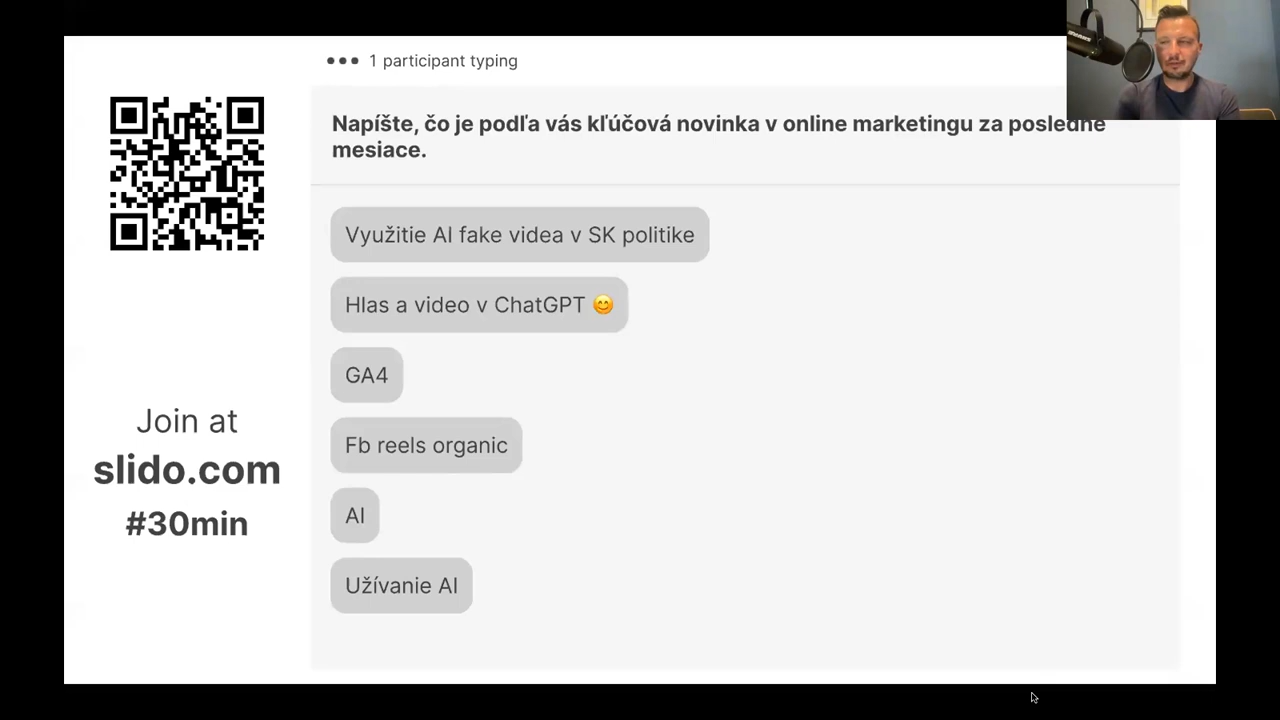 1 participant typing
Napíšte, čo je podľa vás kľúčová novinka v online marketingu za posledné
mesiace.
Využitie AI fake videa v SK politike
Hlas a video v ChatGPT 😊
GA4
Fb reels organic
AI
Užívanie AI
Join at
slido.com
#30min